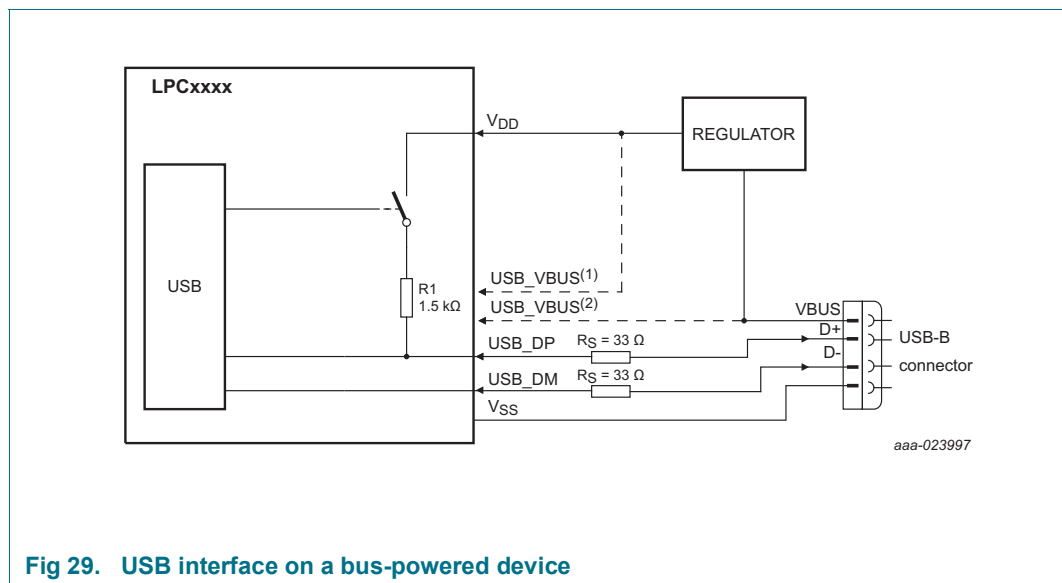 LPCxxxx
VDD
REGULATOR
USB
R1
1.5 kΩ
USB_VBUS(1)
USB_VBUS(2)
VBUS
D+
USB-B
USB_DP
RS = 33 Ω
D-
connector
USB_DM
RS = 33 Ω
VSS
aaa-023997
Fig 29. USB interface on a bus-powered device